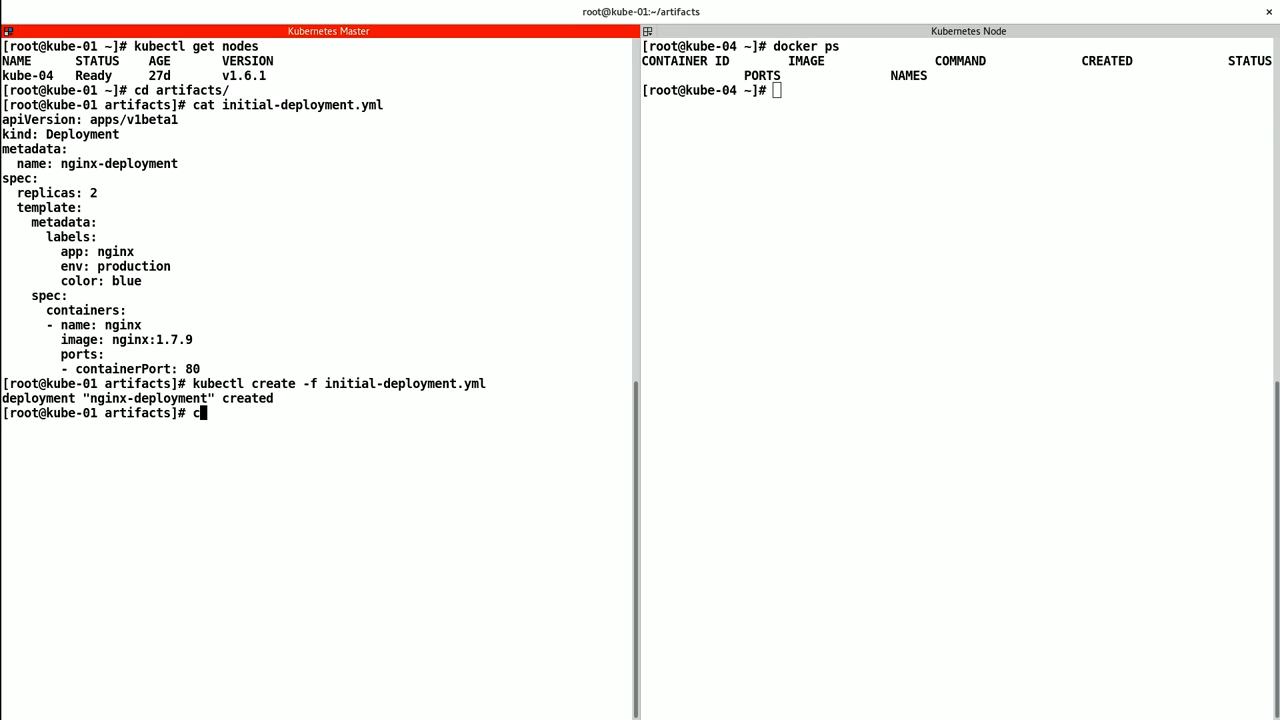 root@kube-01:~/artifacts
×
Kubernetes Master
[root@kube-01 ~]# kubectl get nodes
NAME      STATUS    AGE       VERSION
kube-04   Ready     27d       v1.6.1
[root@kube-01 ~]# cd artifacts/
[root@kube-01 artifacts]# cat initial-deployment.yml
apiVersion: apps/v1beta1
kind: Deployment
metadata:
  name: nginx-deployment
spec:
  replicas: 2
  template:
    metadata:
      labels:
        app: nginx
        env: production
        color: blue
    spec:
      containers:
      - name: nginx
        image: nginx:1.7.9
        ports:
        - containerPort: 80
[root@kube-01 artifacts]# kubectl create -f initial-deployment.yml
deployment "nginx-deployment" created
[root@kube-01 artifacts]# c
Kubernetes Node
[root@kube-04 ~]# docker ps
CONTAINER ID        IMAGE               COMMAND             CREATED             STATUS
              PORTS               NAMES
[root@kube-04 ~]#